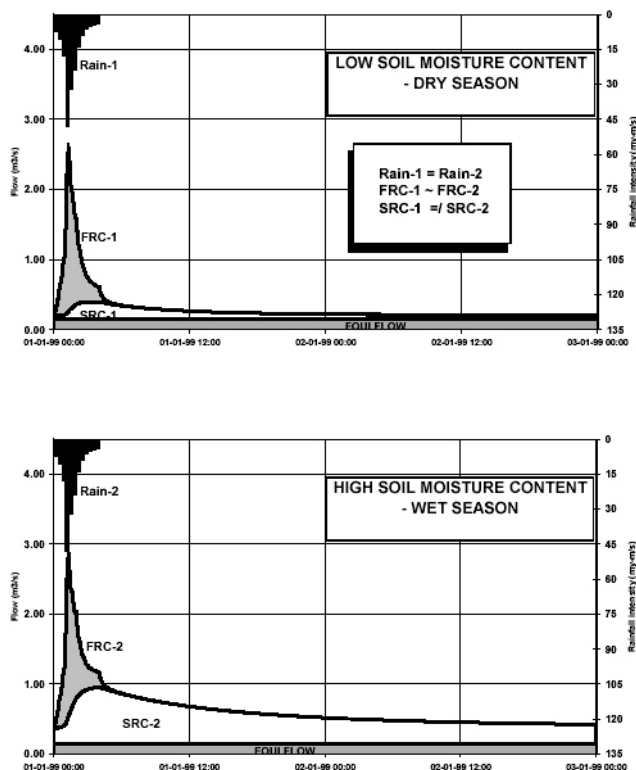 4.00
3.00
2.00
1.00
0.00
Flow (m3/s)
0
15
30
45
60
75
90
105
120
135
Rainfall intensity (my-m/s)
Rain-1
LOW SOIL MOISTURE CONTENT
- DRY SEASON
Rain-1 = Rain-2
FRC-1 ~ FRC-2
SRC-1 =/ SRC-2
FRC-1
SRC-1
FOULFLOW
01-01-99 00:00
01-01-99 12:00
02-01-99 00:00
02-01-99 12:00
03-01-99 00:00
4.00
3.00
2.00
1.00
0.00
Flow (m3/s)
0
15
30
45
60
75
90
105
120
135
Rainfall intensity (my-m/s)
Rain-2
HIGH SOIL MOISTURE CONTENT
- WET SEASON
FRC-2
SRC-2
FOULFLOW
01-01-99 00:00
01-01-99 12:00
02-01-99 00:00
02-01-99 12:00
03-01-99 00:00